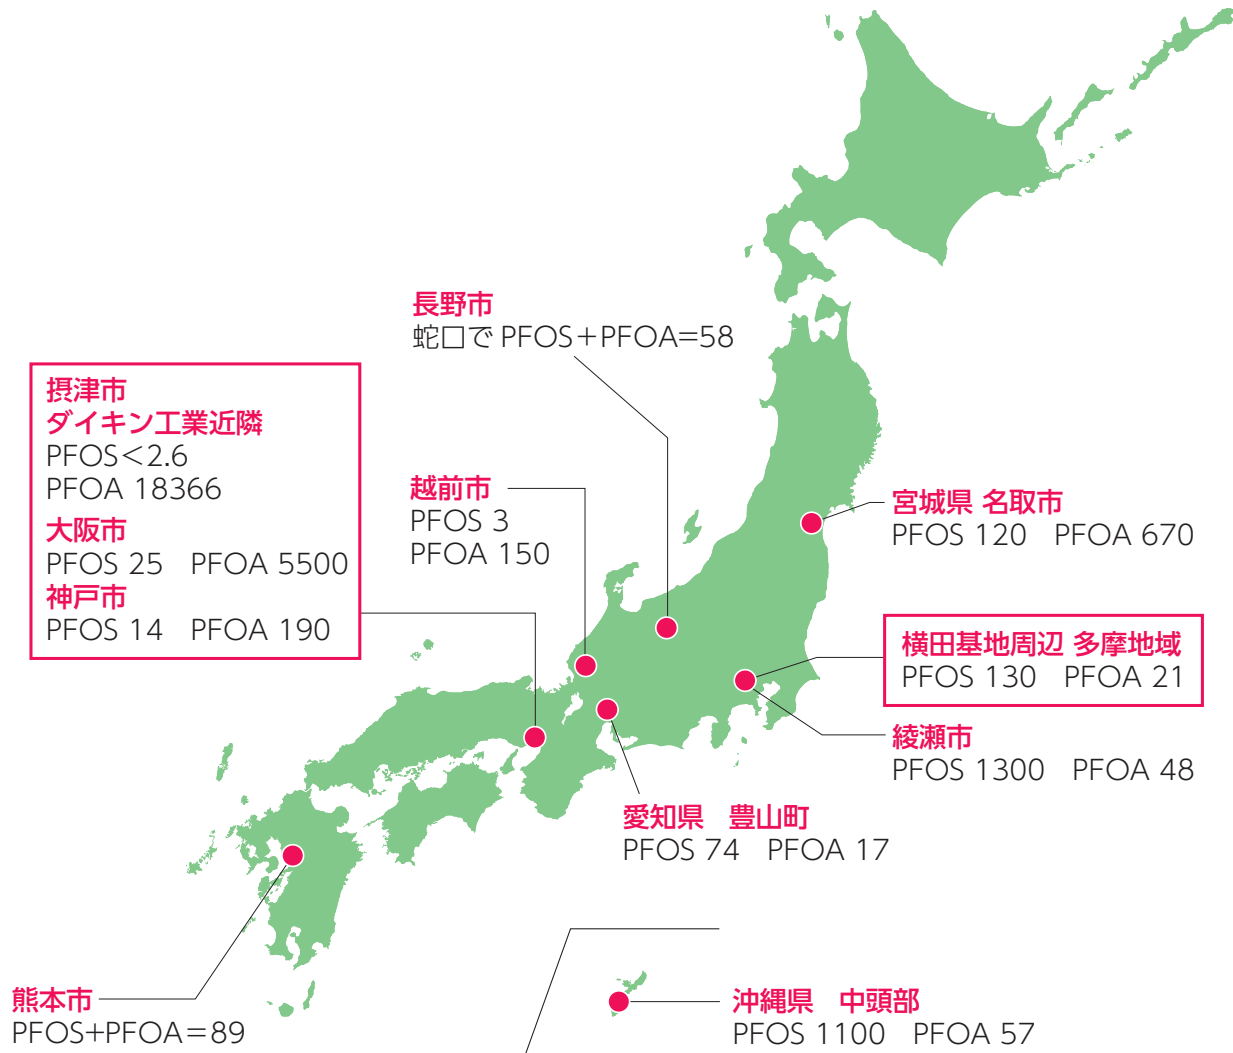 長野市
蛇口で PFOS+PFOA=58
摂津市
ダイキン工業近隣
PFOS<2.6
PFOA 18366
大阪市
PFOS 25 PFOA 5500
神戸市
PFOS 14 PFOA 190
越前市
PFOS 3
PFOA 150
宮城県 名取市
PFOS 120 PFOA 670
横田基地周辺 多摩地域
PFOS 130 PFOA 21
綾瀬市
PFOS 1300 PFOA 48
愛知県 豊山町
PFOS 74 PFOA 17
熊本市
PFOS+PFOA=89
沖縄県 中頭部
PFOS 1100 PFOA 57